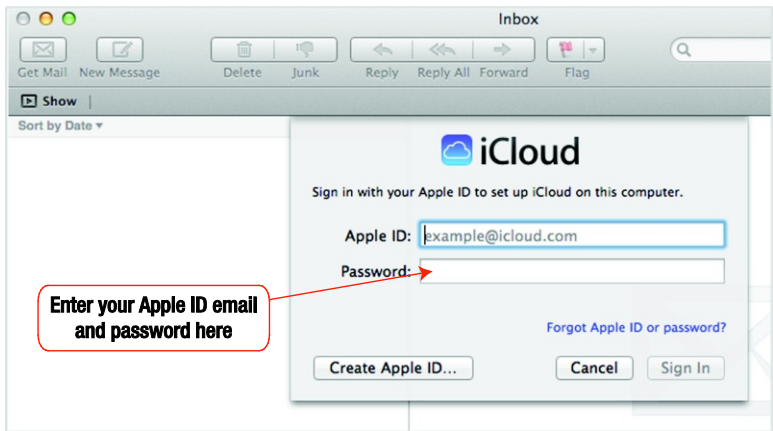 Inbox
Get Mail New Message Delete Junk Reply Reply All Forward Flag
Show
Sort by Date
iCloud
Sign in with your Apple ID to set up iCloud on this computer.
Apple ID: example@icloud.com
Password:
Enter your Apple ID email
and password here
Forgot Apple ID or password?
Create Apple ID... Cancel Sign In